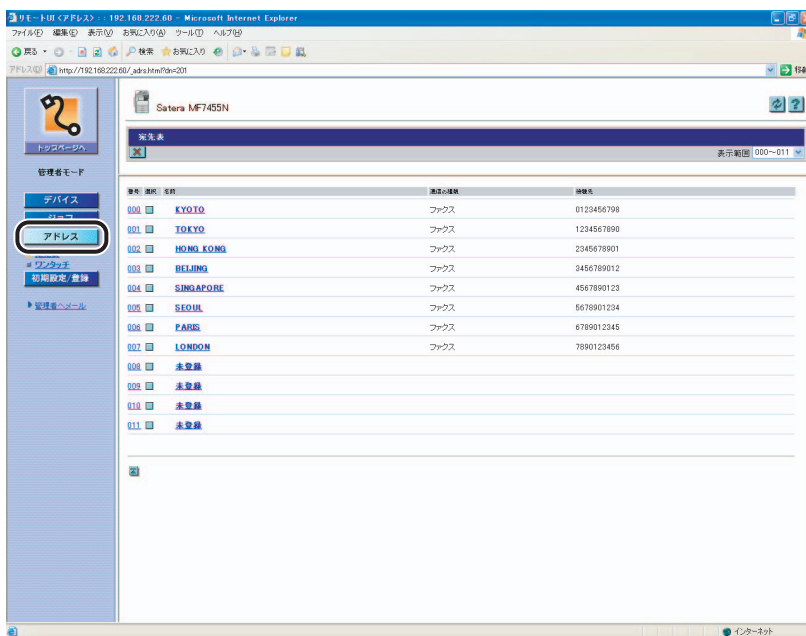 リモートUI <アドレス> : : 192.168.222.60 - Microsoft Internet Explorer
ファイル(F) 編集(E) 表示(V) お気に入り(A) ツール(T) ヘルプ(H)
戻る 検索 お気に入り
アドレス(D) http://192.168.222.60/_adrs.html?dn=201 移動
Satera MF7455N
トップページへ
宛先表
表示範囲 000～011
管理者モード
番号 選択 名前 通信の種類 接続先
デバイス
ジョブ
アドレス
ワンタッチ
初期設定/登録
管理者へメール
000 KYOTO ファクス 0123456798
001 TOKYO ファクス 1234567890
002 HONG KONG ファクス 2345678901
003 BEIJING ファクス 3456789012
004 SINGAPORE ファクス 4567890123
005 SEOUL ファクス 5678901234
006 PARIS ファクス 6789012345
007 LONDON ファクス 7890123456
008 未登録
009 未登録
010 未登録
011 未登録
インターネット